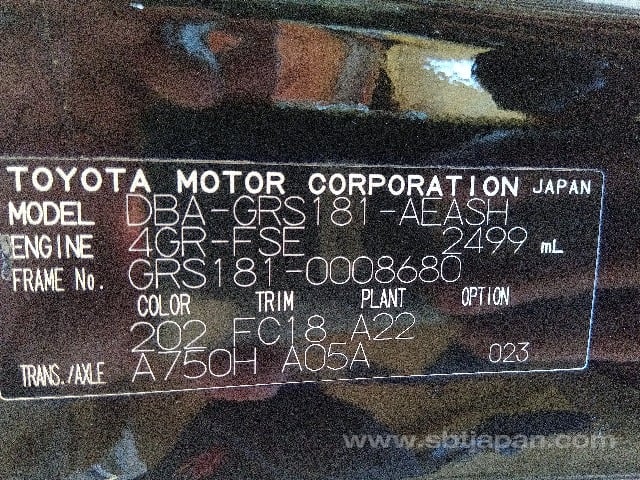 TOYOTA MOTOR CORPORATION JAPAN
MODEL DBA-GRS181-AEASH
ENGINE 4GR-FSE 2499 mL
FRAME No. GRS181-0008680
COLOR TRIM PLANT OPTION
202 FC18 A22
TRANS./AXLE A750H A05A 023
www.sbtjapan.com